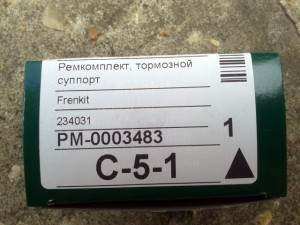 Ремкомплект, тормозной
суппорт
Frenkit
234031
PM-0003483
1
C-5-1